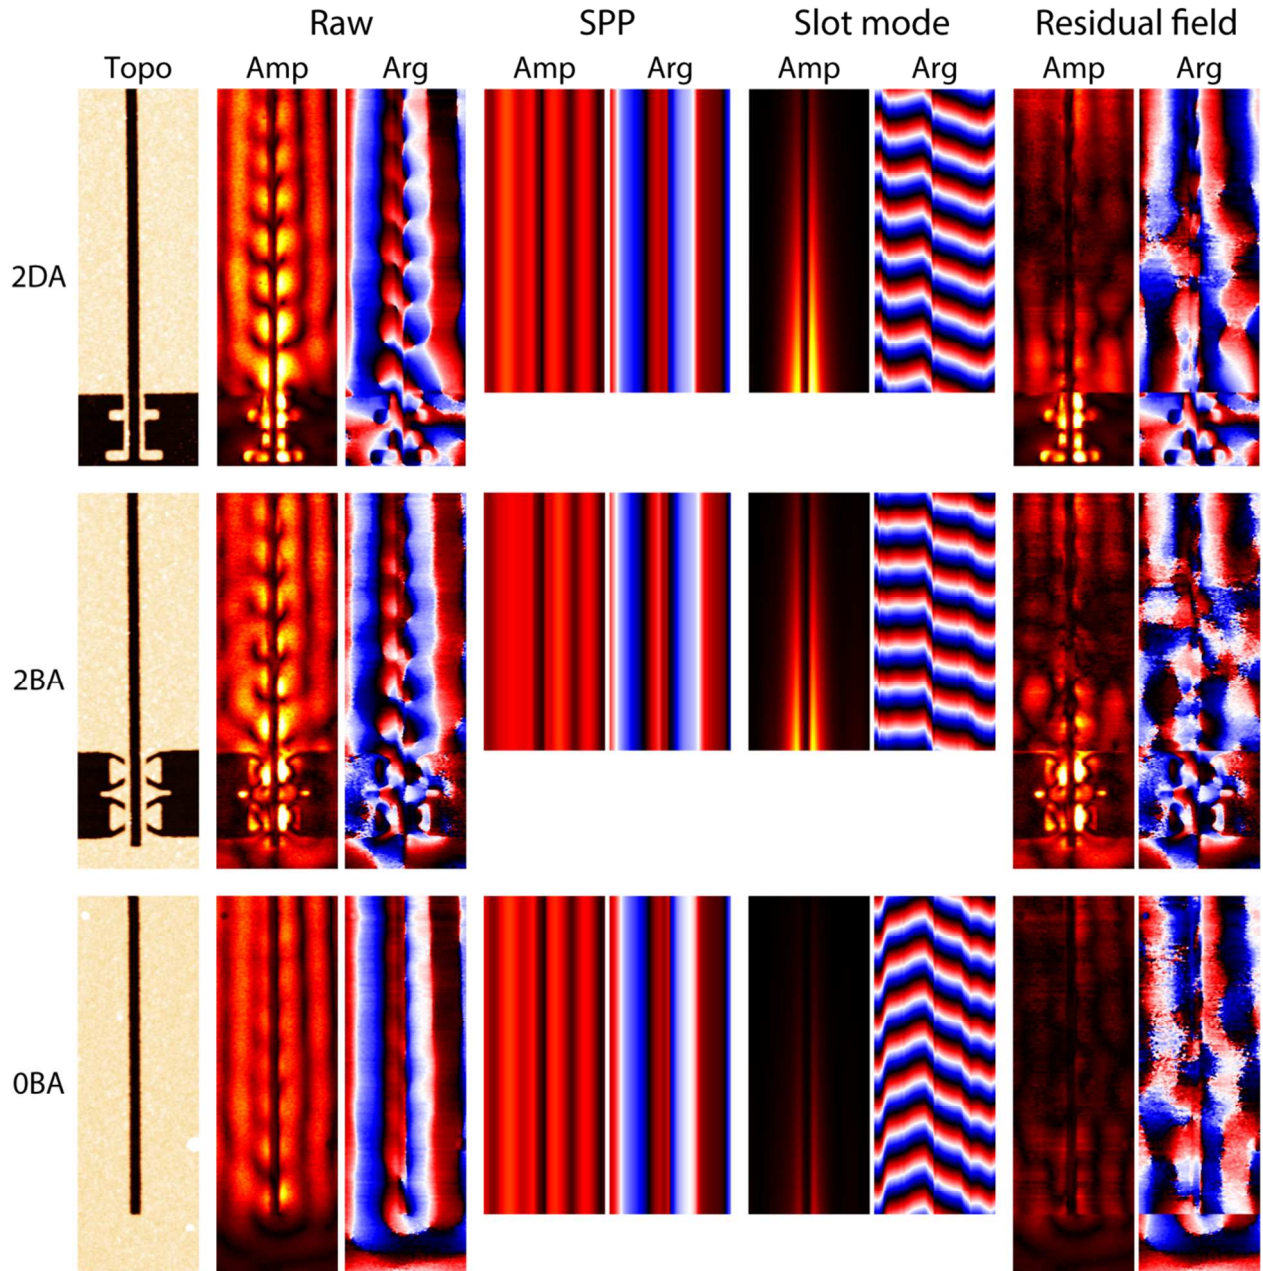 Raw SPP Slot mode Residual field
Topo Amp Arg Amp Arg Amp Arg Amp Arg
2DA
2BA
0BA